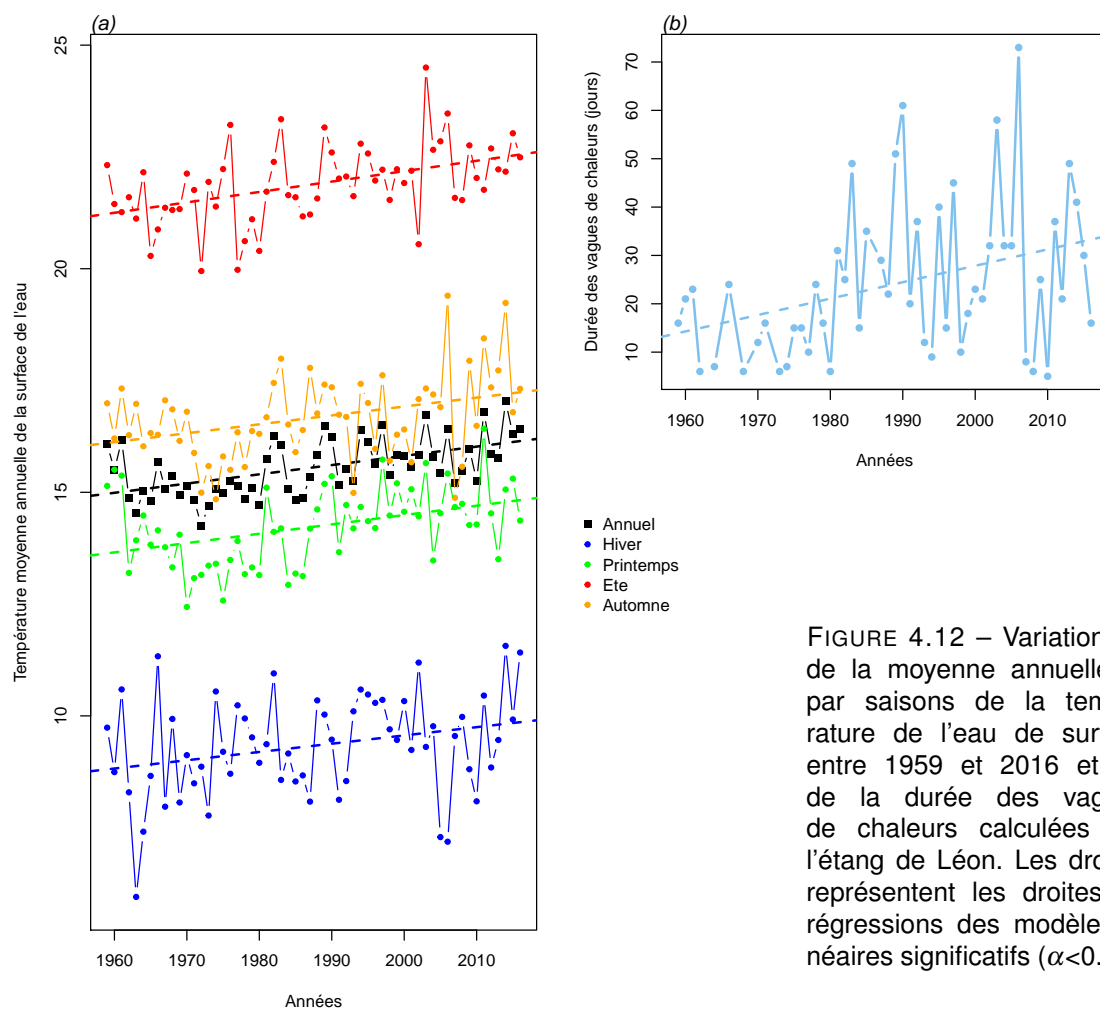 (a)
(b)
Température moyenne annuelle de la surface de l'eau
25
20
15
10
1960 1970 1980 1990 2000 2010
Années
Durée des vagues de chaleurs (jours)
70
60
50
40
30
20
10
1960 1970 1980 1990 2000 2010
Années
Annuel
Hiver
Printemps
Ete
Automne
FIGURE 4.12 – Variation
de la moyenne annuelle
par saisons de la tem
rature de l'eau de sur
entre 1959 et 2016 et
de la durée des vag
de chaleurs calculées
l'étang de Léon. Les dro
représentent les droites
régressions des modèle
néaires significatifs (α<0.